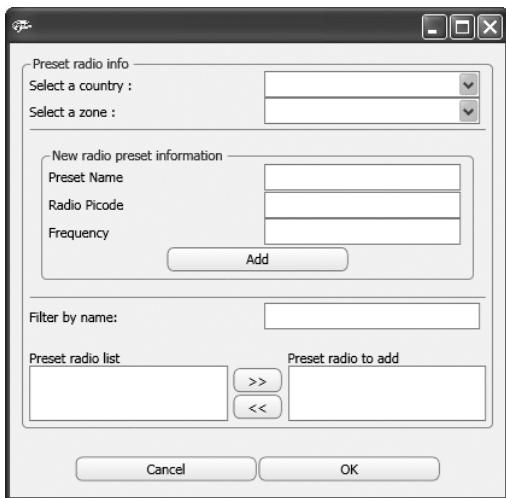 Preset radio info
Select a country :
Select a zone :
New radio preset information
Preset Name
Radio Picode
Frequency
Add
Filter by name:
Preset radio list
Preset radio to add
>>
<<
Cancel
OK